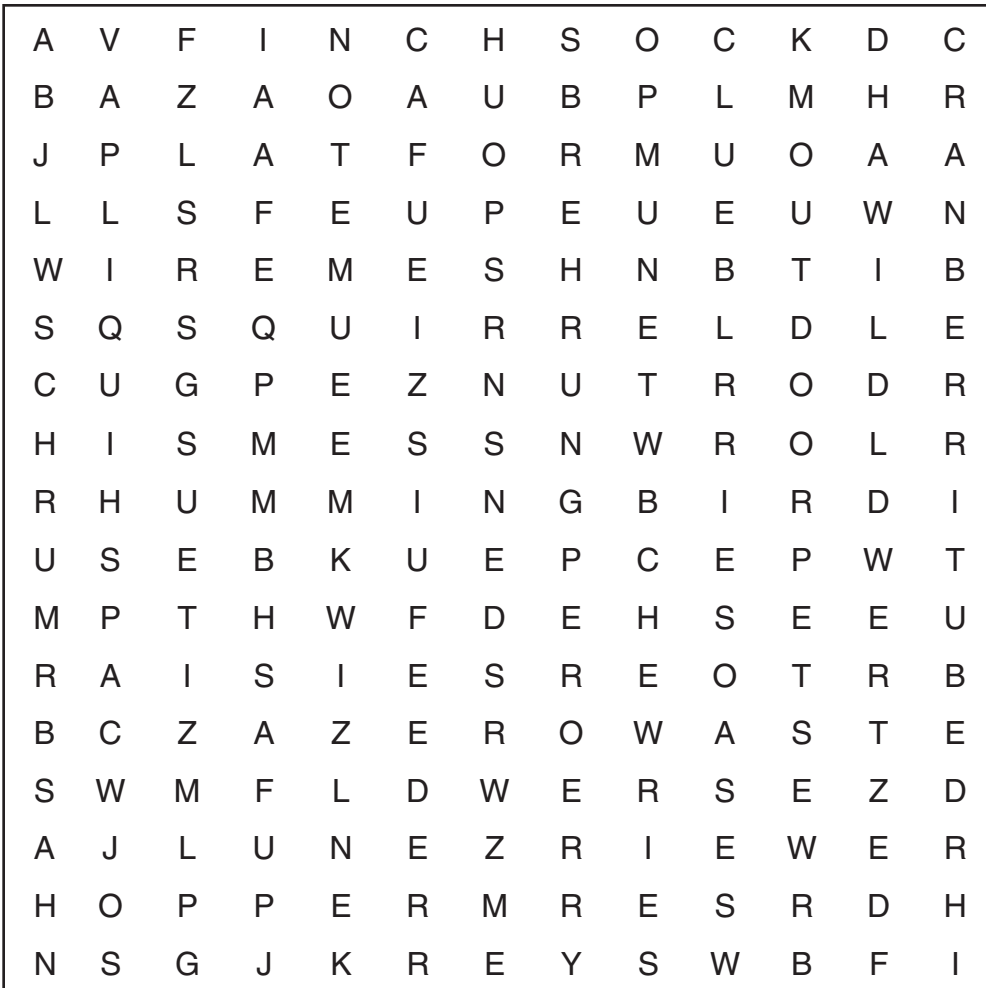 A V F I N C H S O C K D C
B A Z A O A U B P L M H R
J P L A T F O R M U O A A
L L S F E U P E U E U W N
W I R E M E S H N B T I B
S Q S Q U I R R E L D L E
C U G P E Z N U T R O D R
H I S M E S S N W R O L R
R H U M M I N G B I R D I
U S E B K U E P C E P W T
M P T H W F D E H S E E U
R A I S I E S R E O T R B
B C Z A Z E R O W A S T E
S W M F L D W E R S E Z D
A J L U N E Z R I E W E R
H O P P E R M R E S R D H
N S G J K R E Y S W B F I